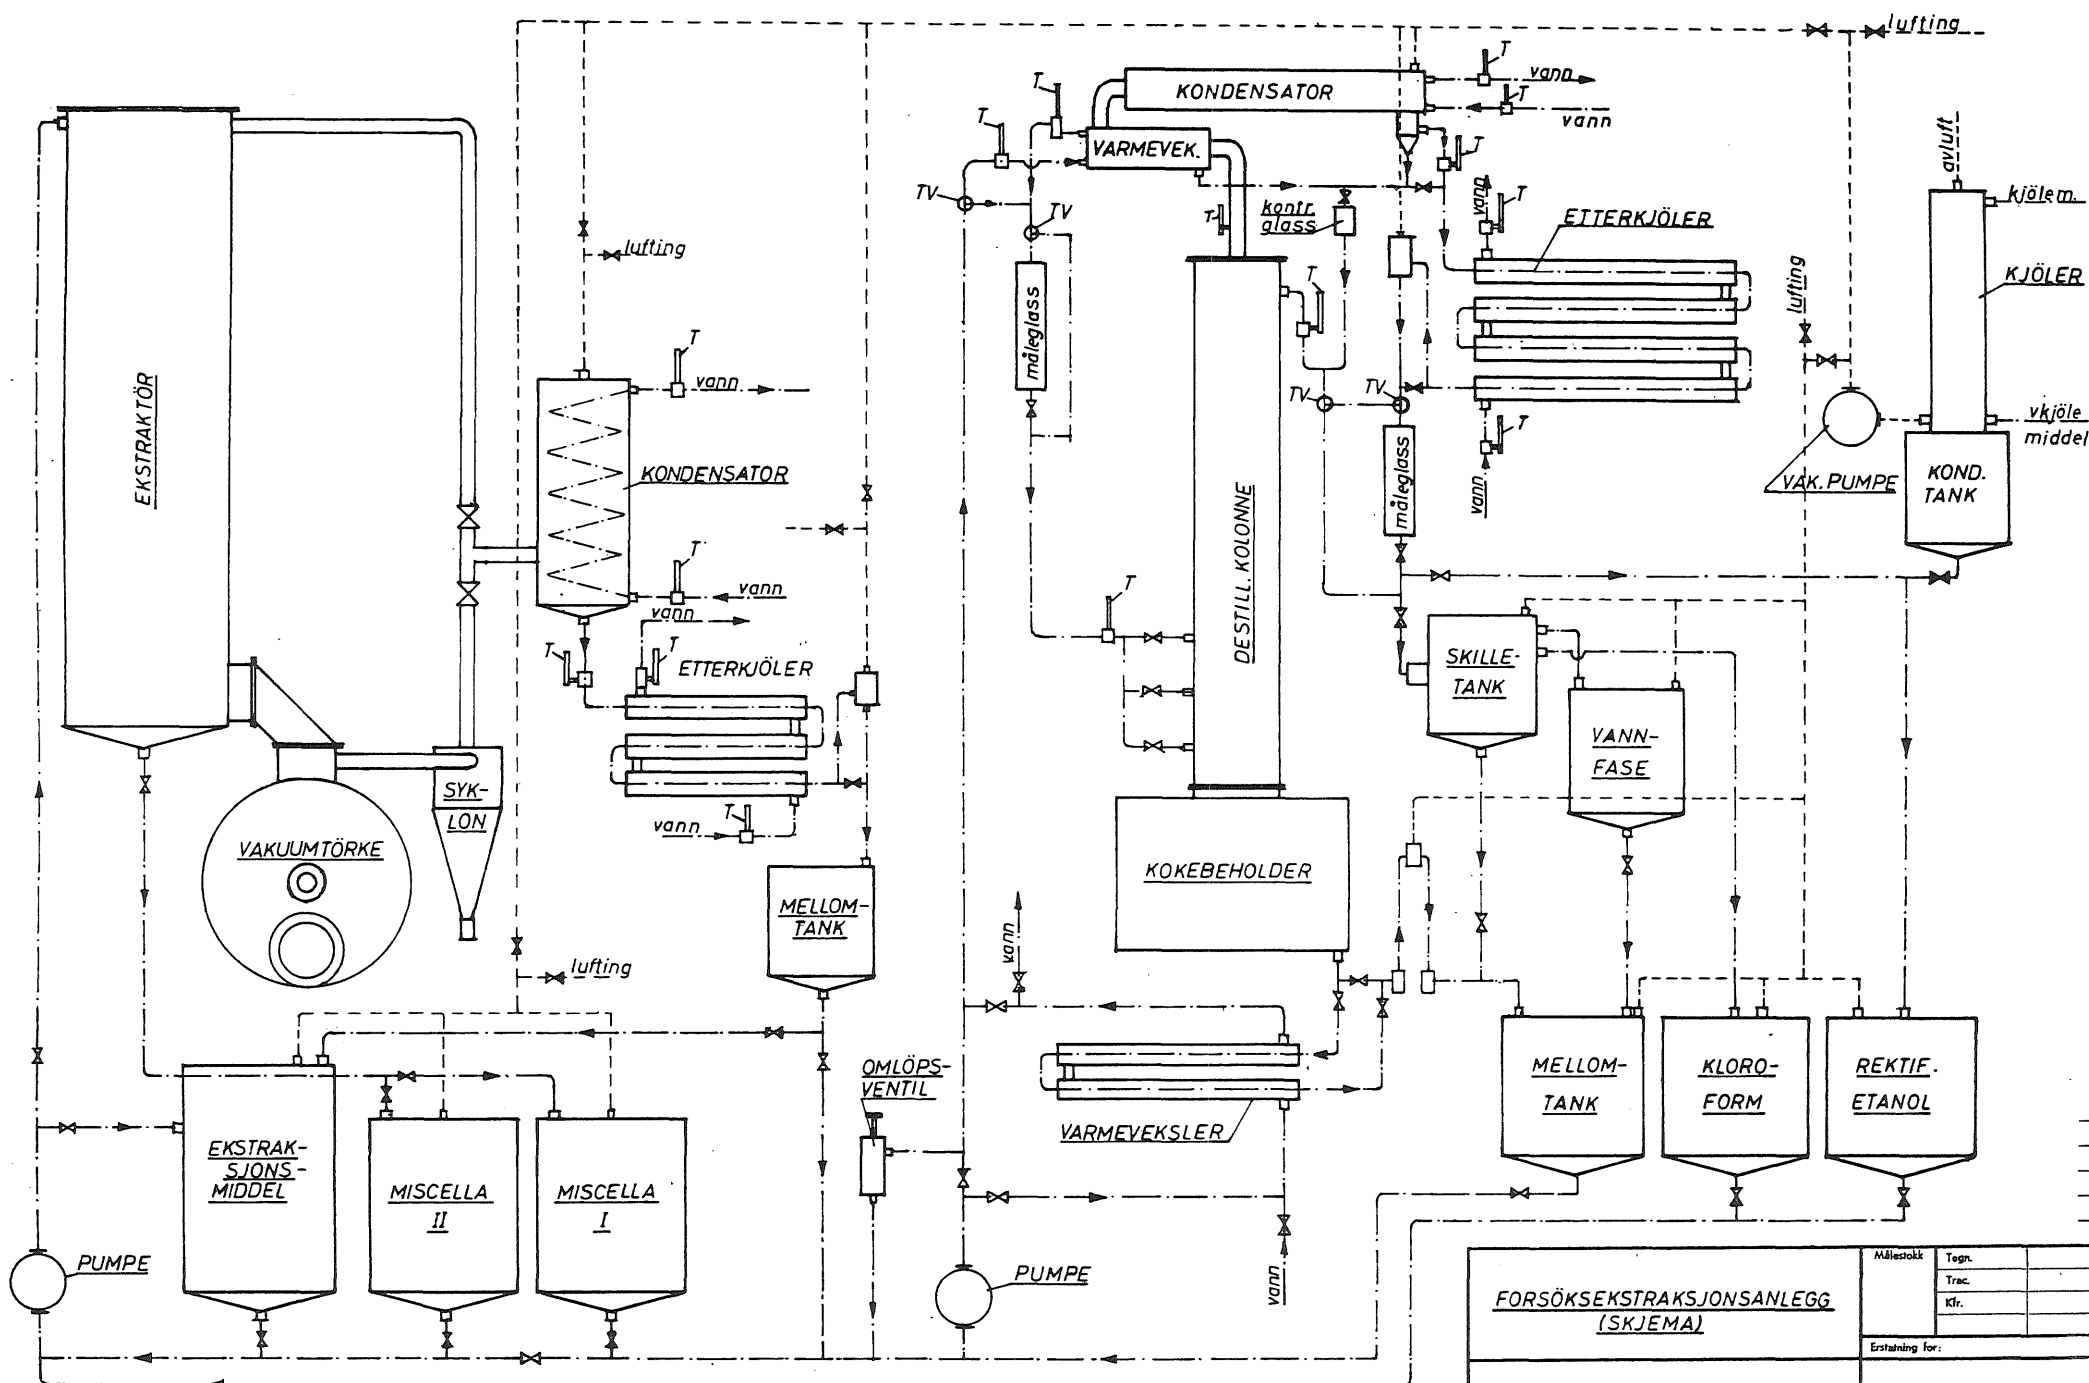 lufting
T
vann
KONDENSATOR
T
vann
T
T
VARMEVEK.
T
TV
TV
T
kontr.
glass
vann
T
ETTERKJÖLER
avluft
kjölem.
KJÖLER
lufting
lufting
EKSTRAKTÖR
T
vann
KONDENSATOR
T
vann
måleglass
T
TV
TV
måleglass
T
vann
VAK. PUMPE
vkjöle
middel
KOND.
TANK
DESTILL. KOLONNE
T
vann
T
T
ETTERKJÖLER
SKILLE-
TANK
VANN-
FASE
SYK-
LON
T
vann
VAKUUMTÖRKE
KOKEBEHOLDER
MELLOM-
TANK
lufting
vann
OMLÖPS-
VENTIL
VARMEVEKSLER
MELLOM-
TANK
KLORO-
FORM
REKTIF.
ETANOL
EKSTRAK-
SJONS-
MIDDEL
MISCELLA
II
MISCELLA
I
PUMPE
PUMPE
vann
FORSÖKSEKSTRAKSJONSANLEGG
(SKJEMA)
Målestokk
Tegn.
Trac.
Kfr.
Erstatning for: